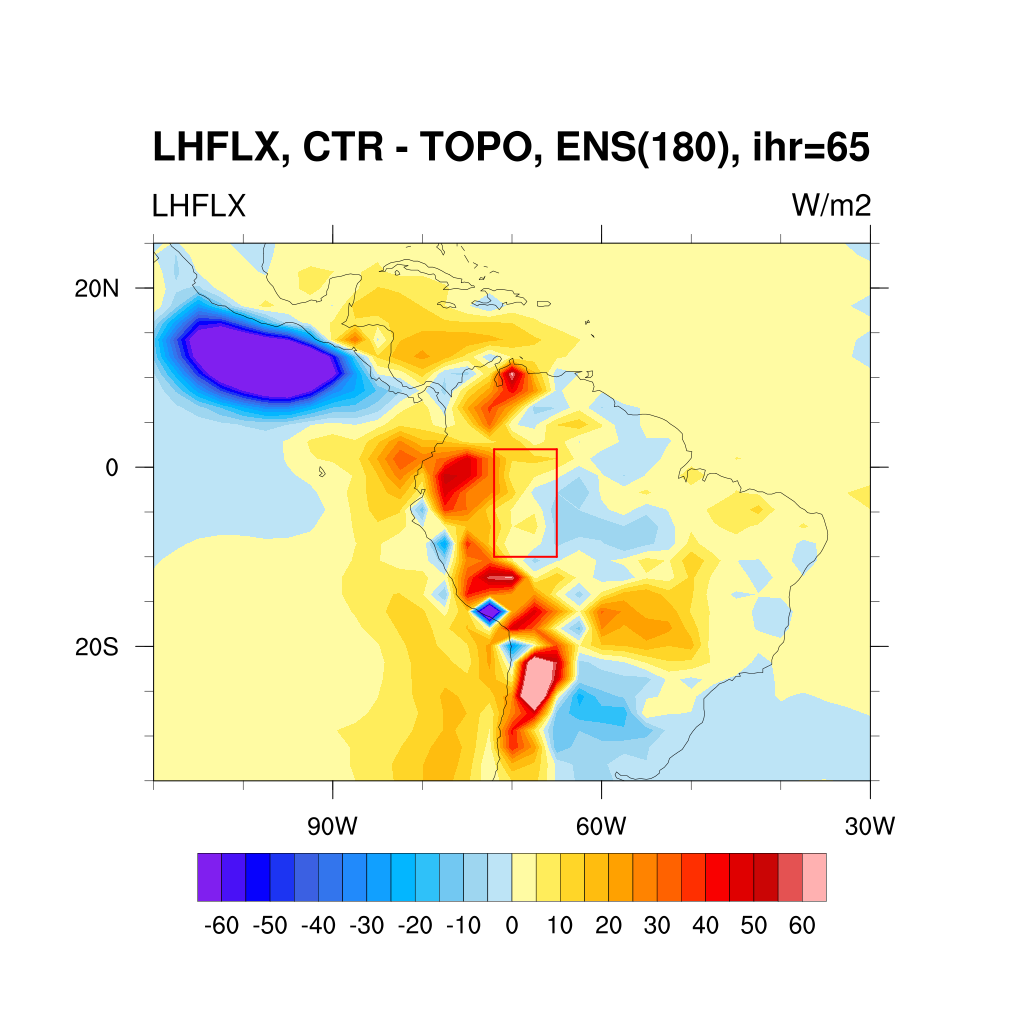 LHFLX, CTR - TOPO, ENS(180), ihr=65
LHFLX W/m2
20N
0
20S
90W 60W 30W
-60 -50 -40 -30 -20 -10 0 10 20 30 40 50 60